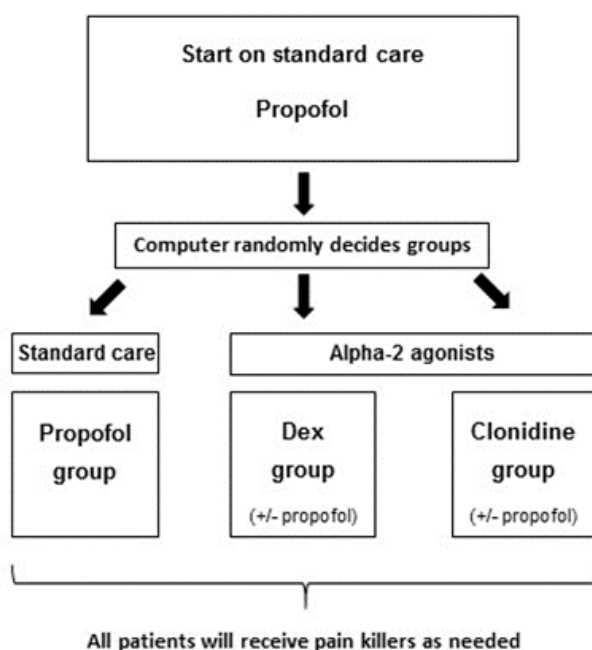 Start on standard care
Propofol
Computer randomly decides groups
Standard care
Alpha-2 agonists
Propofol
group
Dex
group
(+/- propofol)
Clonidine
group
(+/- propofol)
All patients will receive pain killers as needed